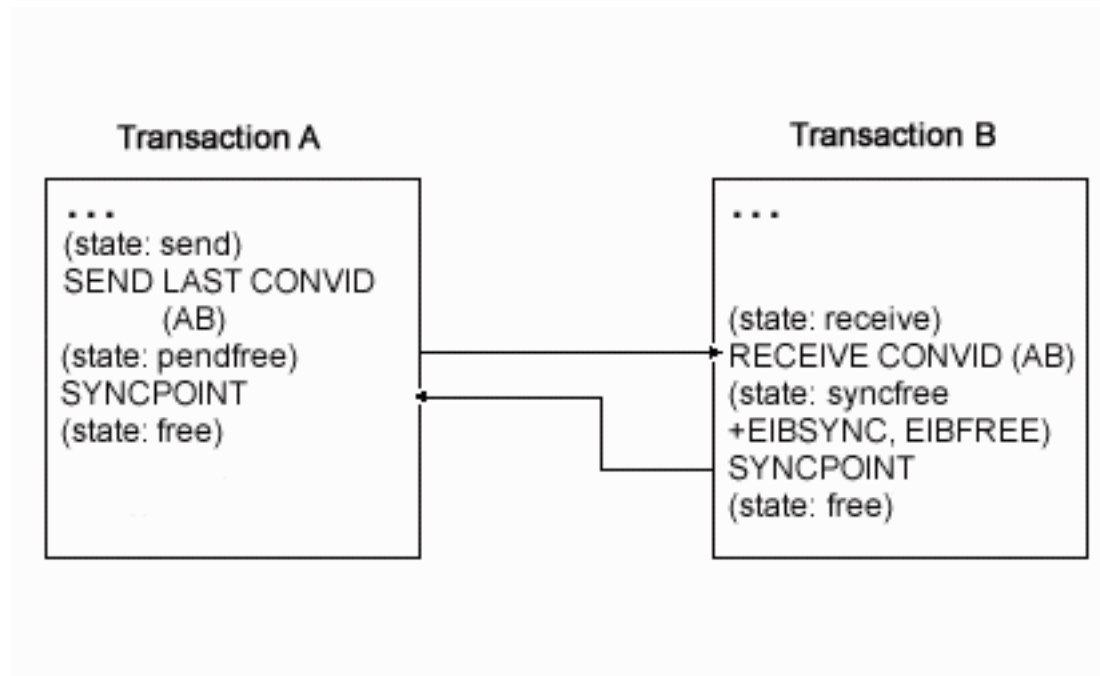 Transaction A
...
(state: send)
SEND LAST CONVID
(AB)
(state: pendfree)
SYNCPOINT
(state: free)
Transaction B
...
(state: receive)
RECEIVE CONVID (AB)
(state: syncfree
+EIBSYNC, EIBFREE)
SYNCPOINT
(state: free)